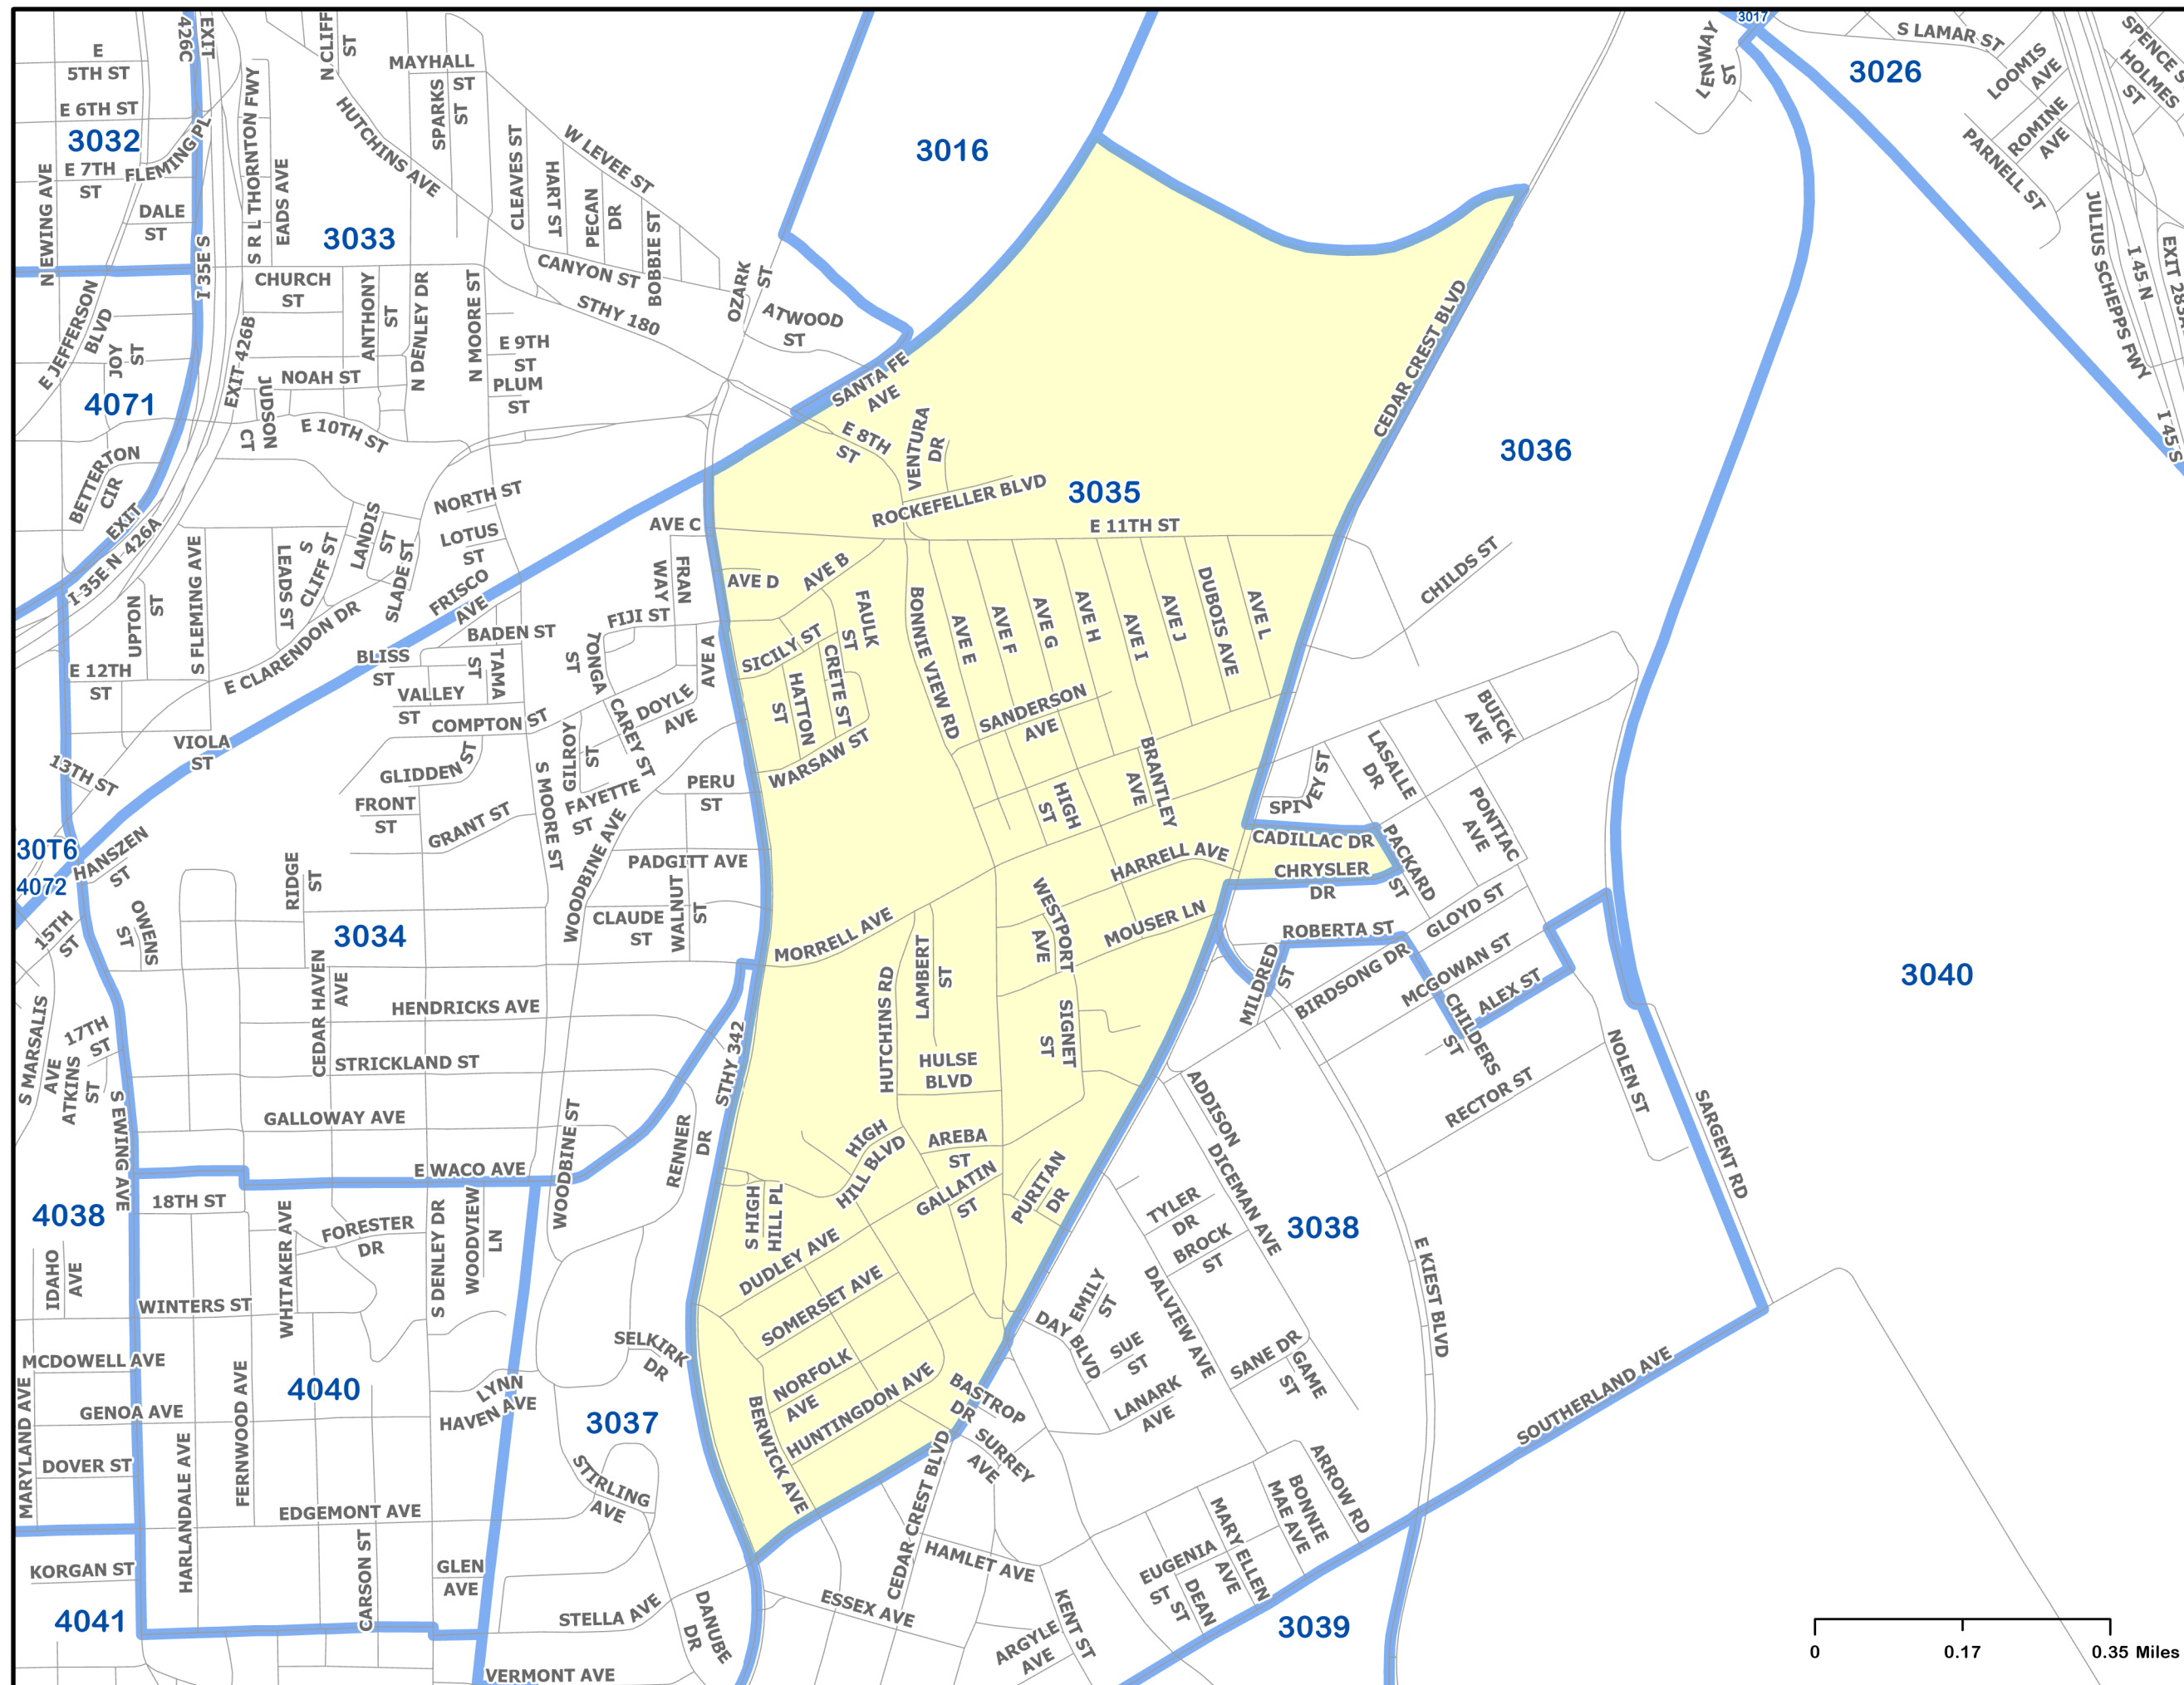 3017
3026
3016
3032
3033
3035
3036
4071
30T6
4072
3034
3040
4038
3038
4040
3037
4041
3039
E
5TH ST
E 6TH ST
E 7TH
ST
FLEMING PL
DALE
ST
N EWING AVE
426C
EXIT
S R L THORNTON FWY
EADS AVE
I 35E S
N CLIFF
ST
HUTCHINS AVE
MAYHALL
ST
SPARKS
ST
CLEAVES ST
HART ST
PECAN
DR
W LEVEE ST
BOBBIE ST
CANYON ST
STHY 180
OZARK
ST
ATWOOD
ST
SANTA FE
AVE
LENWAY
ST
S LAMAR ST
LOOMIS
AVE
SPENCE S
HOLMES
ST
ROMINE
AVE
PARNELL ST
JULIUS SCHEPPS FWY
I 45 N
EXIT 283A
I 45 S
E JEFFERSON
BLVD
JOY
ST
CHURCH
ST
ANTHONY
ST
N DENLEY DR
N MOORE ST
E 9TH
ST
PLUM
ST
NOAH ST
EXIT 426B
JUDSON
CT
E 10TH ST
BETTERTON
CIR
EXIT
I 35E N 426A
UPTON
ST
S FLEMING AVE
LEADS ST
S
CLIFF ST
LANDIS
ST
SLADE ST
NORTH ST
LOTUS
ST
FRISCO
AVE
E CLARENDON DR
E 12TH
ST
BLISS
ST
BADEN ST
TAMA
ST
VALLEY
ST
COMPTON ST
VIOLA
ST
13TH ST
GLIDDEN ST
FRONT
ST
GRANT ST
HANSZEN
ST
15TH
ST
OWENS
ST
RIDGE
ST
AVE C
FRAN
WAY
FIJI ST
TONGA
ST
AVE A
CAREY ST
DOYLE
AVE
GILROY
ST
S MOORE ST
FAYETTE
ST
WOODBINE AVE
PERU
ST
PADGITT AVE
CLAUDE
ST
WALNUT
ST
E 8TH
ST
VENTURA
DR
ROCKEFELLER BLVD
E 11TH ST
CEDAR CREST BLVD
AVE D
AVE B
FAULK
ST
SICILY ST
HATTON
ST
CRETE ST
WARSAW ST
BONNIE VIEW RD
AVE E
AVE F
AVE G
AVE H
AVE I
AVE J
DUBOIS AVE
AVE L
SANDERSON
AVE
HIGH
ST
BRANTLEY
AVE
HARRELL AVE
MOUSER LN
WESTPORT
AVE
MORRELL AVE
LAMBERT
ST
HUTCHINS RD
SIGNET
ST
HULSE
BLVD
CHILDS ST
BUICK
AVE
LASALLE
DR
SPI
VEY ST
PONTIAC
AVE
CADILLAC DR
CHRYSLER
DR
PACKARD
ST
ROBERTA ST
GLOYD ST
MILDRED
ST
BIRDSONG DR
MCGOWAN ST
ALEX ST
CHILDERS
ST
RECTOR ST
NOLEN ST
SARGENT RD
CEDAR HAVEN
AVE
HENDRICKS AVE
STRICKLAND ST
GALLOWAY AVE
E WACO AVE
S MARSALIS
AVE
17TH
ST
ATKINS
ST
S EWING AVE
18TH ST
WHITAKER AVE
FORESTER
DR
S DENLEY DR
WOODVIEW
LN
WOODBINE ST
RENNER
DR
STHY 342
IDAHO
AVE
WINTERS ST
MCDOWELL AVE
GENOA AVE
MARYLAND AVE
DOVER ST
FERNWOOD AVE
HARLANDALE AVE
EDGEMONT AVE
KORGAN ST
CARSON ST
GLEN
AVE
LYNN
HAVEN AVE
SELKIRK
DR
STIRLING
AVE
STELLA AVE
VERMONT AVE
DANUBE
DR
HIGH
HILL BLVD
AREBA
ST
GALLATIN
ST
PURITAN
DR
S HIGH
HILL PL
DUDLEY AVE
SOMERSET AVE
NORFOLK
AVE
HUNTINGDON AVE
BERWICK AVE
BASTROP
DR
SURREY
AVE
CEDAR CREST BLVD
HAMLET AVE
ESSEX AVE
ARGYLE
AVE
KENT ST
ADDISON
DICEMAN AVE
TYLER
DR
BROCK
ST
EMILY
ST
DAY BLVD
SUE
ST
DALVIEW AVE
LANARK
AVE
SANE DR
GAME
ST
E KIEST BLVD
SOUTHERLAND AVE
ARROW RD
BONNIE
MAE AVE
MARY ELLEN
AVE
EUGENIA
ST
DEAN
ST
0
0.17
0.35 Miles